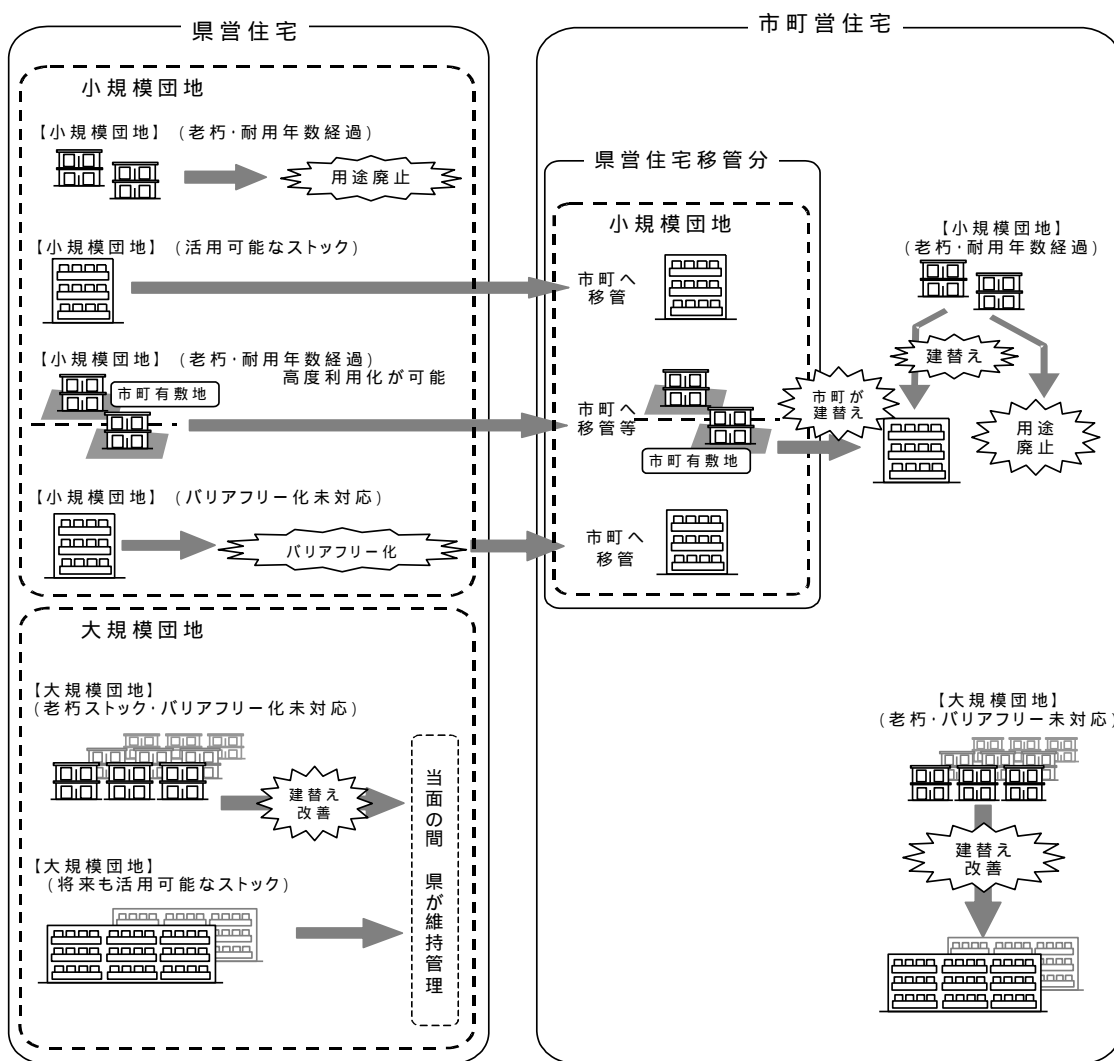 県営住宅
小規模団地
【小規模団地】(老朽・耐用年数経過)
用途廃止
【小規模団地】(活用可能なストック)
【小規模団地】(老朽・耐用年数経過)
高度利用化が可能
市町有敷地
【小規模団地】(バリアフリー化未対応)
バリアフリー化
大規模団地
【大規模団地】
(老朽ストック・バリアフリー化未対応)
建替え
改善
【大規模団地】
(将来も活用可能なストック)
当面の間 県が維持管理
市町営住宅
県営住宅移管分
小規模団地
市町へ
移管
市町へ
移管等
市町有敷地
市町へ
移管
市町が
建替え
【小規模団地】
(老朽・耐用年数経過)
建替え
用途
廃止
【大規模団地】
(老朽・バリアフリー未対応)
建替え
改善